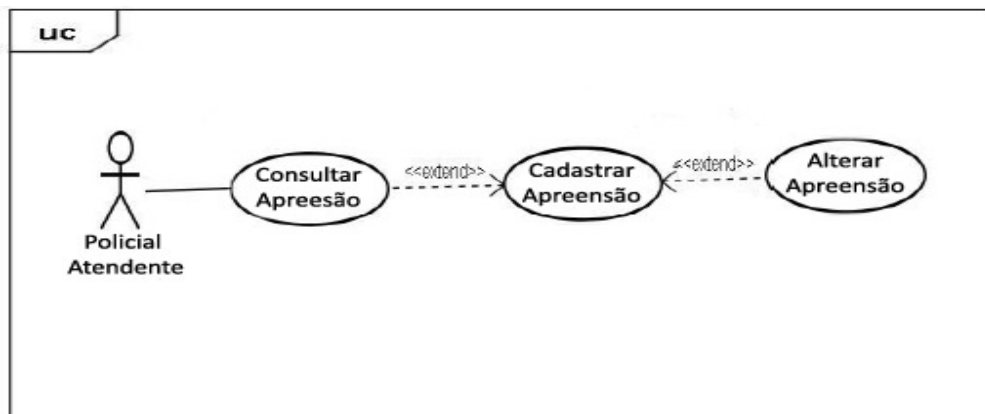 uc
Consultar
Apreesão
<<extend>>
Cadastrar
Apreensão
<<extend>>
Alterar
Apreensão
Policial
Atendente